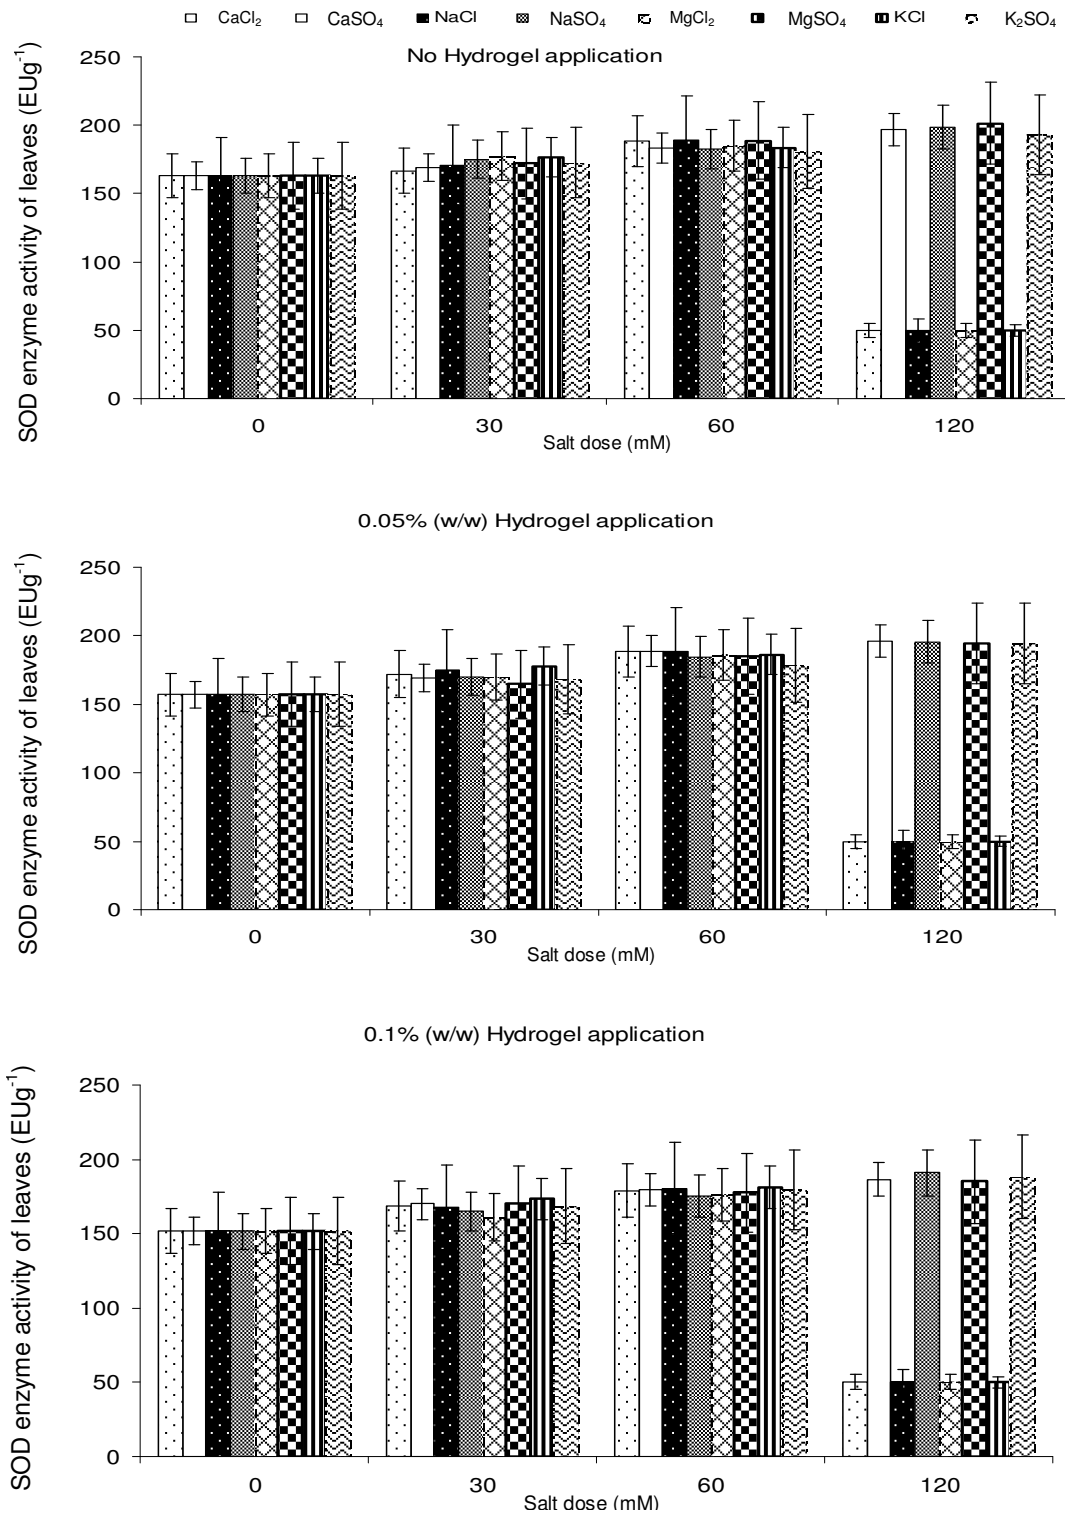 CaCl₂ CaSO₄ NaCl NaSO₄ MgCl₂ MgSO₄ KCl K₂SO₄
No Hydrogel application
SOD enzyme activity of leaves (EUg⁻¹)
250
200
150
100
50
0
0 30 60 120
Salt dose (mM)
0.05% (w/w) Hydrogel application
SOD enzyme activity of leaves (EUg⁻¹)
250
200
150
100
50
0
0 30 60 120
Salt dose (mM)
0.1% (w/w) Hydrogel application
SOD enzyme activity of leaves (EUg⁻¹)
250
200
150
100
50
0
0 30 60 120
Salt dose (mM)